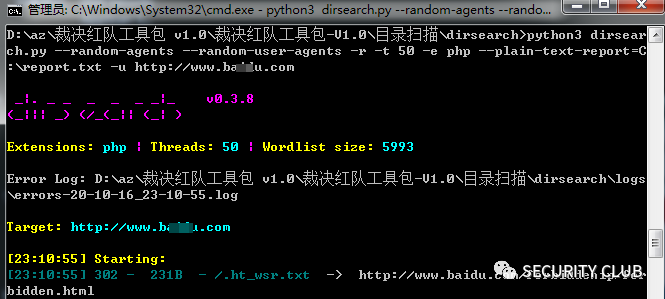 管理员: C:\Windows\System32\cmd.exe - python3 dirsearch.py --random-agents --rando...
D:\az\裁决红队工具包 v1.0\裁决红队工具包-V1.0\目录扫描\dirsearch>python3 dirsear
ch.py --random-agents --random-user-agents -r -t 50 -e php --plain-text-report=C
:\report.txt -u http://www.baidu.com
_|. _ _  _  _  _ _|_    v0.3.8
(_||| _) (/_(_|| (_| )
Extensions: php | Threads: 50 | Wordlist size: 5993
Error Log: D:\az\裁决红队工具包 v1.0\裁决红队工具包-V1.0\目录扫描\dirsearch\logs
\errors-20-10-16_23-10-55.log
Target: http://www.baidu.com
[23:10:55] Starting:
[23:10:55] 302 -  231B  - /.ht_wsr.txt  ->  http://www.baidu.com/
bidden.html
SECURITY CLUB